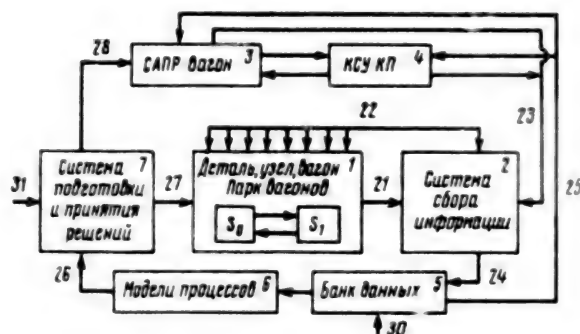 28
САПР вагон 3
КСУ КП 4
22
23
25
31
Система 7
подготовки
и принятия
решений
27
Деталь, узел, вагон
Парк вагонов 1
S₀
S₁
21
2
Система
сбора
информации
26
24
Модели процессов 6
Банк данных 5
30